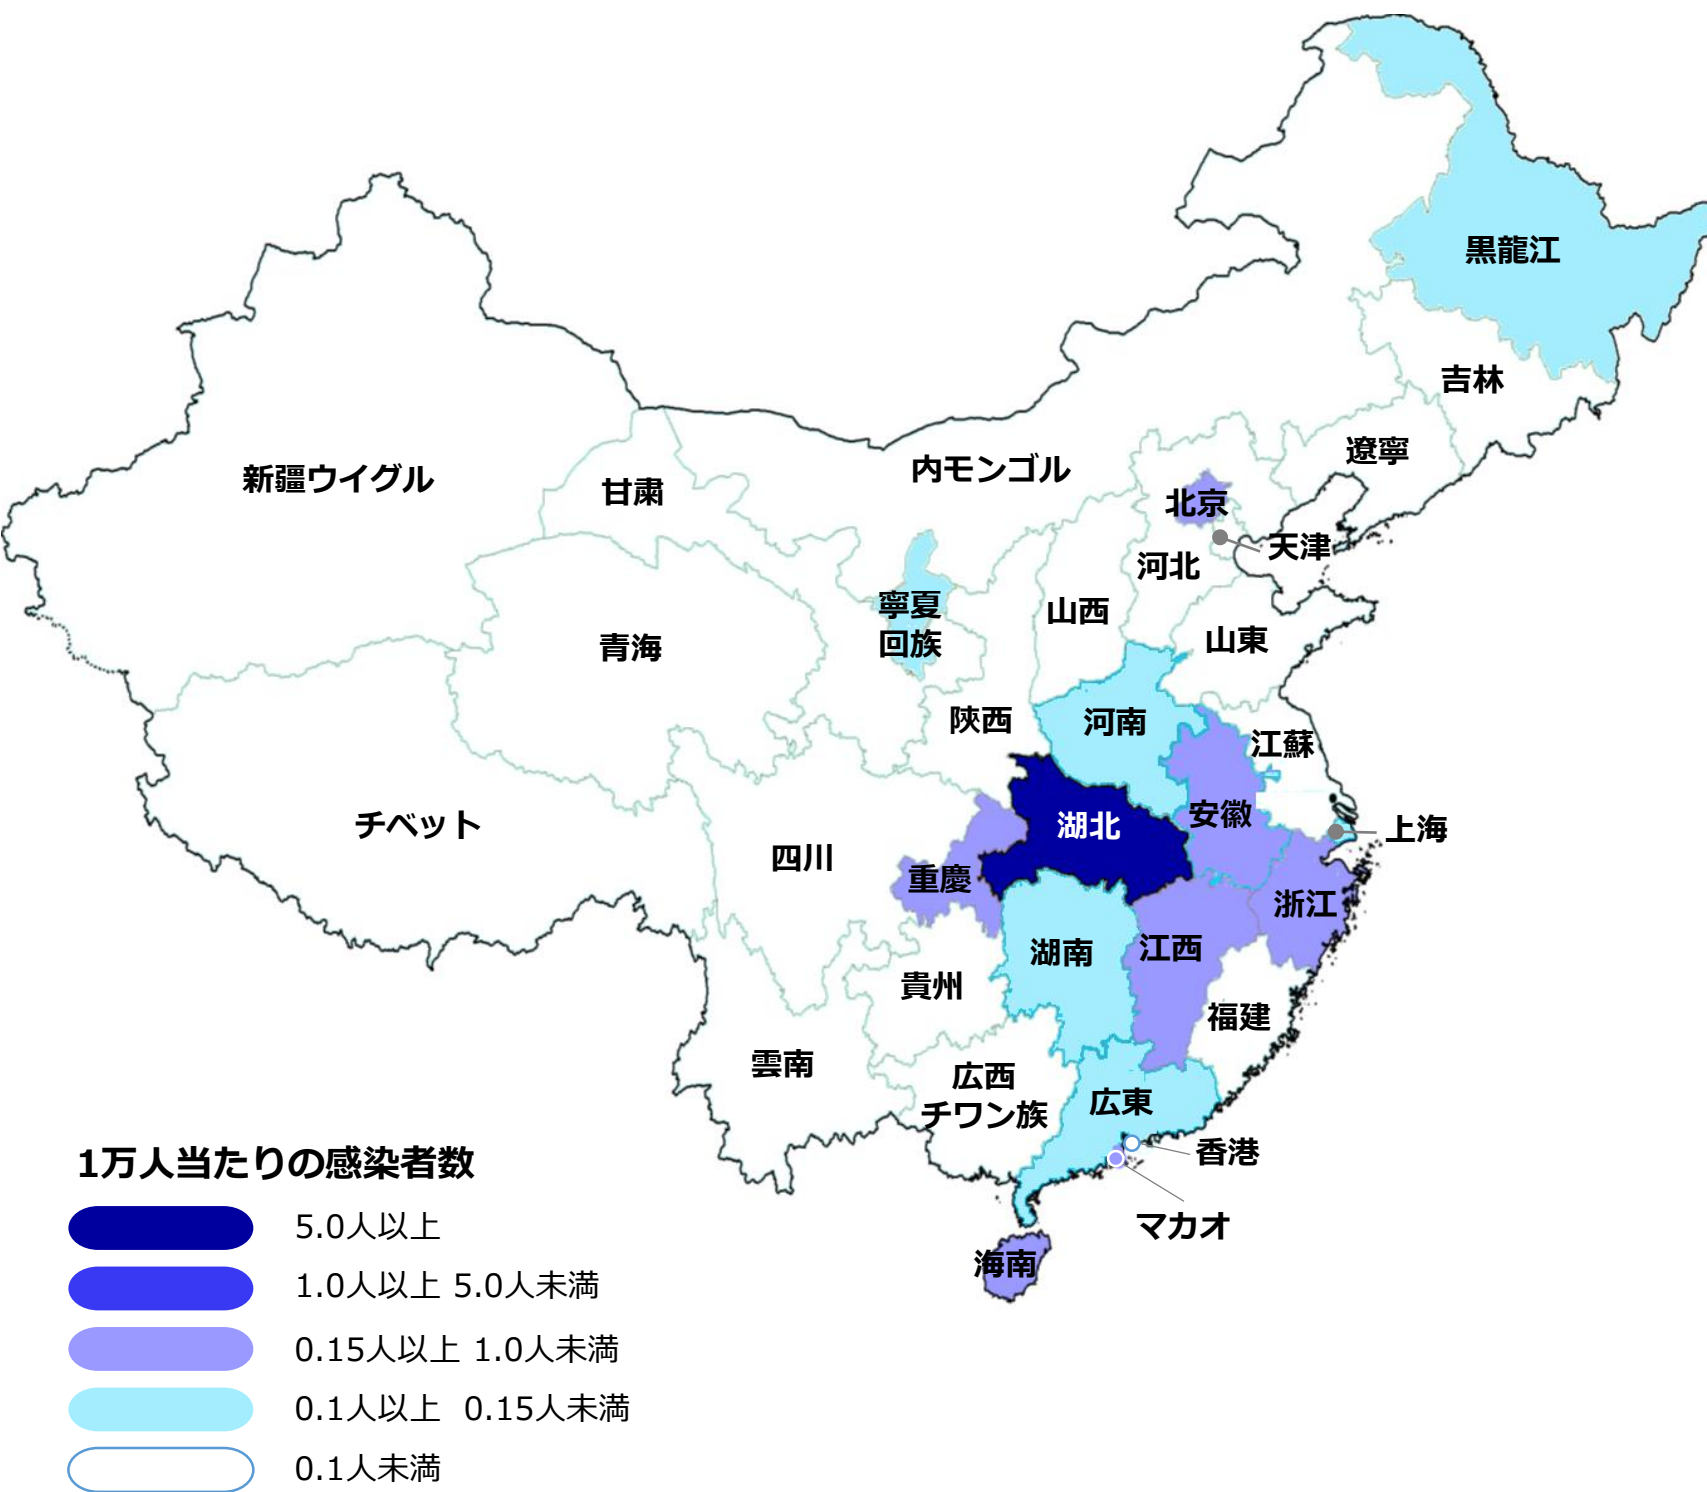 黒龍江
吉林
遼寧
内モンゴル
新疆ウイグル
甘粛
北京
天津
河北
寧夏
回族
山西
山東
青海
陝西
河南
江蘇
チベット
湖北
安徽
上海
四川
重慶
浙江
湖南
江西
貴州
福建
雲南
広西
チワン族
広東
香港
マカオ
海南
1万人当たりの感染者数
5.0人以上
1.0人以上 5.0人未満
0.15人以上 1.0人未満
0.1人以上 0.15人未満
0.1人未満